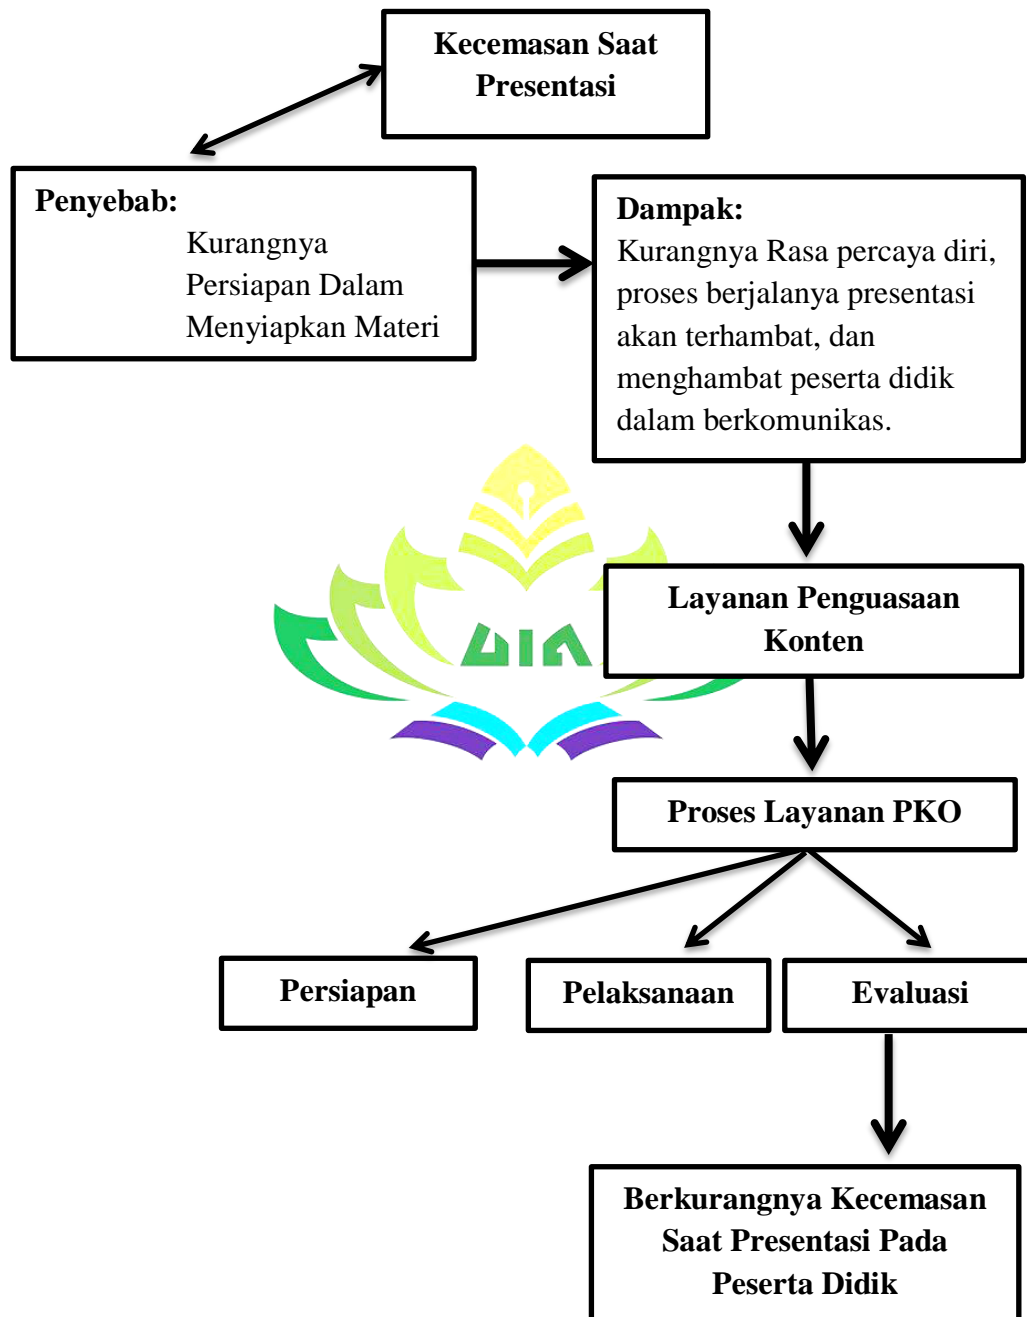 Kecemasan Saat
Presentasi
Penyebab:
Kurangnya
Persiapan Dalam
Menyiapkan Materi
Dampak:
Kurangnya Rasa percaya diri,
proses berjalanya presentasi
akan terhambat, dan
menghambat peserta didik
dalam berkomunikas.
UIN
Layanan Penguasaan
Konten
Proses Layanan PKO
Persiapan
Pelaksanaan
Evaluasi
Berkurangnya Kecemasan
Saat Presentasi Pada
Peserta Didik